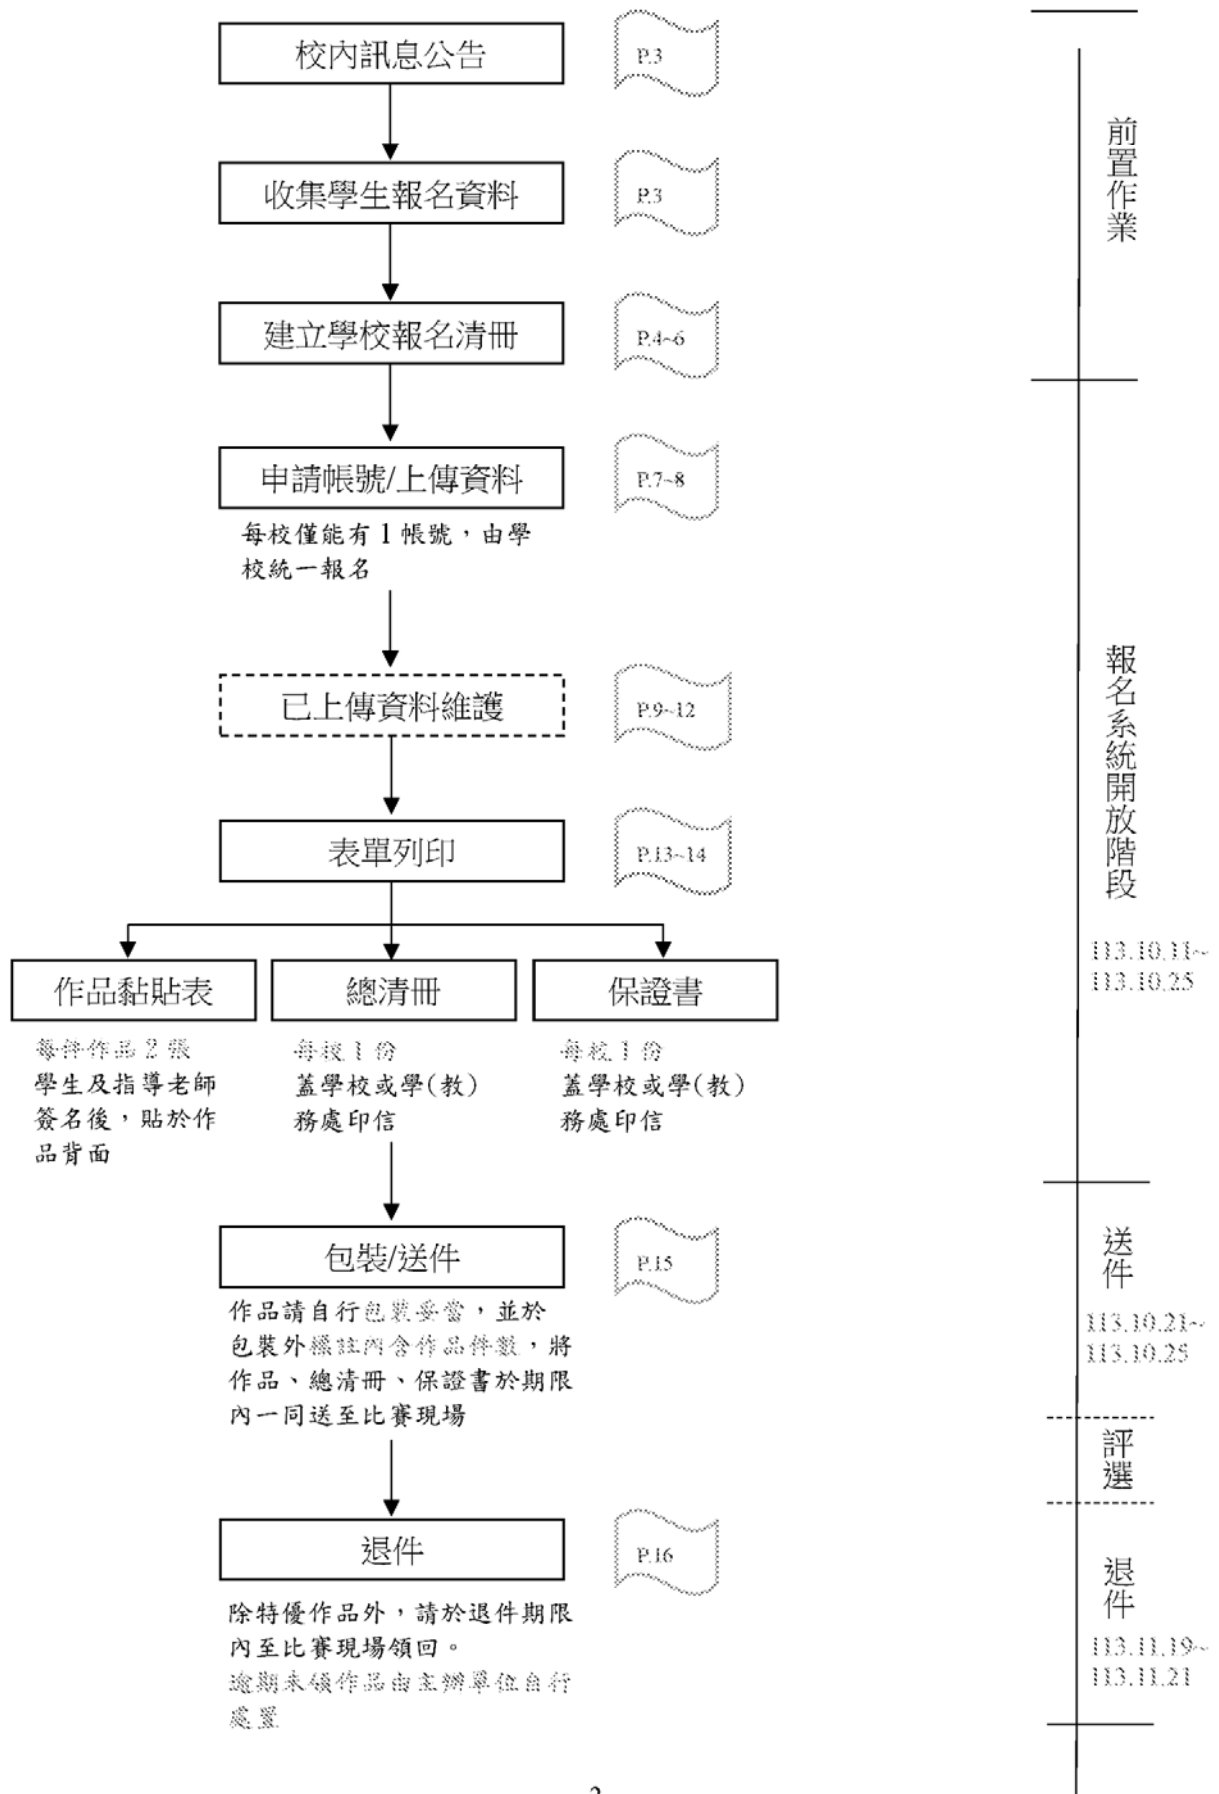 校內訊息公告
P.3
收集學生報名資料
P.3
建立學校報名清冊
P.4~6
申請帳號/上傳資料
P.7~8
每校僅能有1帳號，由學
校統一報名
已上傳資料維護
P.9~12
表單列印
P.13~14
作品黏貼表
每件作品2張
學生及指導老師
簽名後，貼於作
品背面
總清冊
每校1份
蓋學校或學(教)
務處印信
保證書
每校1份
蓋學校或學(教)
務處印信
包裝/送件
P.15
作品請自行包裝妥當，並於
包裝外標註內含作品件數，將
作品、總清冊、保證書於期限
內一同送至比賽現場
退件
P.16
除特優作品外，請於退件期限
內至比賽現場領回。
逾期未領作品由主辦單位自行
處置
前置作業
報名系統開放階段
113.10.11~
113.10.25
送件
113.10.21~
113.10.25
評選
退件
113.11.19~
113.11.21